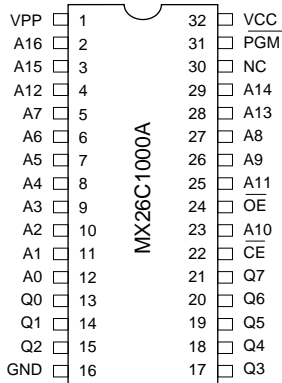 VPP 1 32 VCC
A16 2 31 PGM
A15 3 30 NC
A12 4 29 A14
A7 5 28 A13
A6 6 27 A8
A5 7 26 A9
A4 8 25 A11
A3 9 24 OE
A2 10 23 A10
A1 11 22 CE
A0 12 21 Q7
Q0 13 20 Q6
Q1 14 19 Q5
Q2 15 18 Q4
GND 16 17 Q3
MX26C1000A